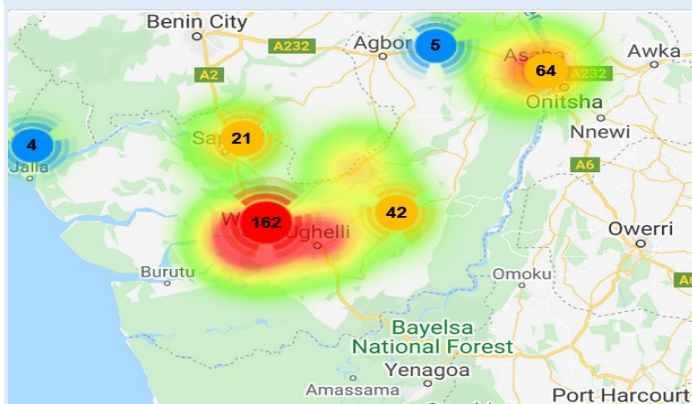 Benin City
A232
Agbor
5
Asaba
64
A232
Awka
A2
Onitsha
Nnewi
21
4
Jalla
A6
162
42
Ughelli
Owerri
Burutu
Omoku
Bayelsa
National Forest
Yenagoa
Amassama
Port Harcourt